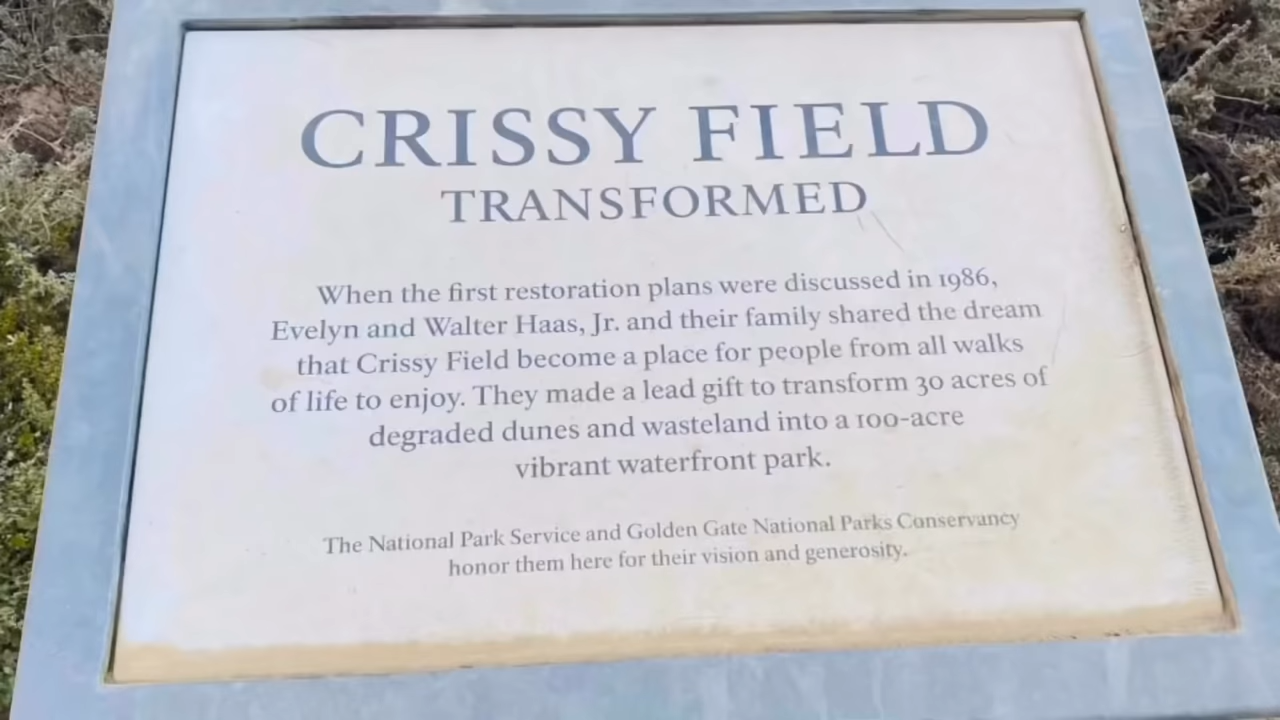 CRISSY FIELD
TRANSFORMED
When the first restoration plans were discussed in 1986,
Evelyn and Walter Haas, Jr. and their family shared the dream
that Crissy Field become a place for people from all walks
of life to enjoy. They made a lead gift to transform 30 acres of
degraded dunes and wasteland into a 100-acre
vibrant waterfront park.
The National Park Service and Golden Gate National Parks Conservancy
honor them here for their vision and generosity.